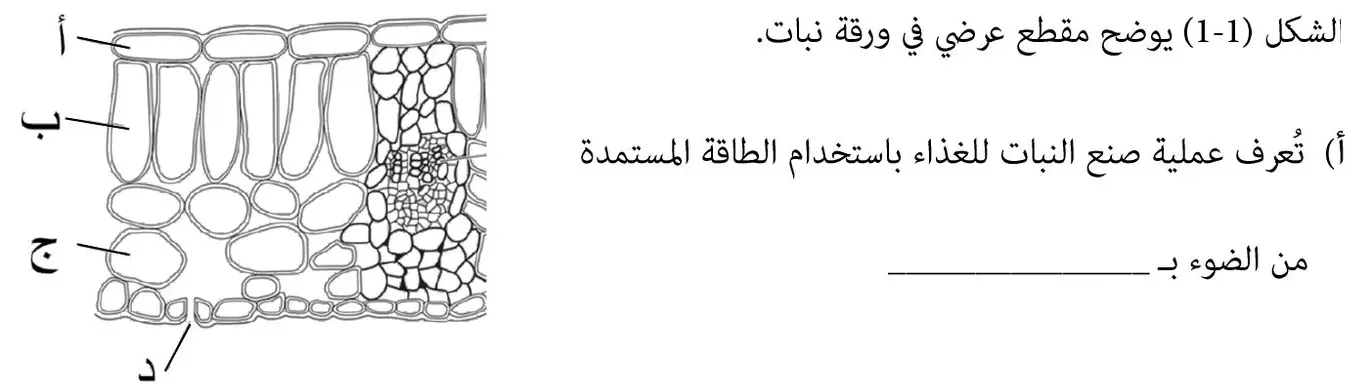 الشكل (1-1) يوضح مقطع عرضي في ورقة نبات.
أ) تُعرف عملية صنع النبات للغذاء باستخدام الطاقة المستمدة
من الضوء بـ _______________
أ
ب
ج
د